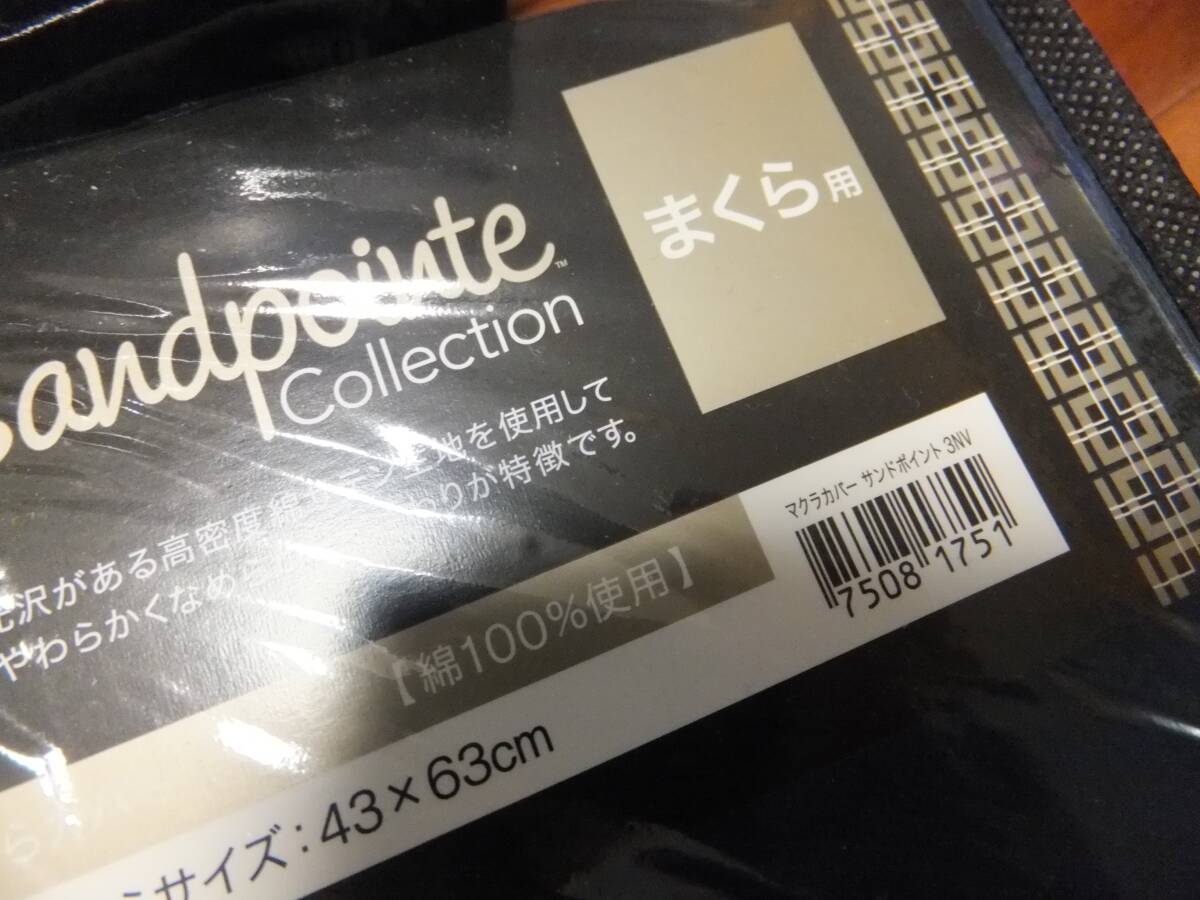 まくら用
andpointe™
Collection
沢がある高密度綿 地を使用して
やわらかくなめら りが特徴です。
【綿100%使用】
マクラカバー サンドポイント 3NV
7508 1751
サイズ:43×63cm